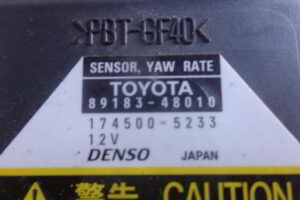 >PBT-GF40<
SENSOR, YAW RATE
TOYOTA
89183-48010
174500-5233
12V
DENSO JAPAN
警告 CAUTION